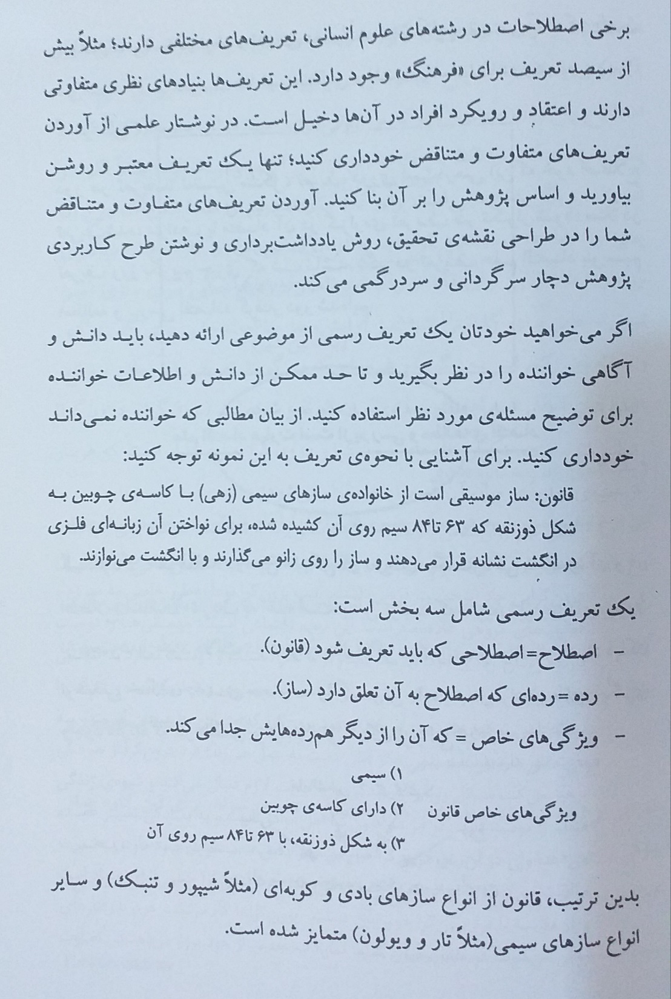 برخی اصطلاحات در رشته‌های علوم انسانی، تعریف‌های مختلفی دارند؛ مثلاً بیش
از سیصد تعریف برای «فرهنگ» وجود دارد. این تعریف‌ها بنیادهای نظری متفاوتی
دارند و اعتقاد و رویکرد افراد در آن‌ها دخیل است. در نوشتار علمی از آوردن
تعریف‌های متفاوت و متناقض خودداری کنید؛ تنها یک تعریف معتبر و روشن
بیاورید و اساس پژوهش را بر آن بنا کنید. آوردن تعریف‌های متفاوت و متناقض
شما را در طراحی نقشه‌ی تحقیق، روش یادداشت‌برداری و نوشتن طرح کاربردی
پژوهش دچار سرگردانی و سردرگمی می‌کند.
اگر می‌خواهید خودتان یک تعریف رسمی از موضوعی ارائه دهید، باید دانش و
آگاهی خواننده را در نظر بگیرید و تا حد ممکن از دانش و اطلاعات خواننده
برای توضیح مسئله‌ی مورد نظر استفاده کنید. از بیان مطالبی که خواننده نمی‌داند
خودداری کنید. برای آشنایی با نحوه‌ی تعریف به این نمونه توجه کنید:
قانون: ساز موسیقی است از خانواده‌ی سازهای سیمی (زهی) با کاسه‌ی چوبین به
شکل ذوزنقه که ۶۳ تا۸۴ سیم روی آن کشیده شده، برای نواختن آن زبانه‌ای فلزی
در انگشت نشانه قرار می‌دهند و ساز را روی زانو می‌گذارند و با انگشت می‌نوازند.
یک تعریف رسمی شامل سه بخش است:
- اصطلاح= اصطلاحی که باید تعریف شود (قانون).
- رده = رده‌ای که اصطلاح به آن تعلق دارد (ساز).
- ویژگی‌های خاص = که آن را از دیگر هم‌رده‌هایش جدا می‌کند.
۱) سیمی
ویژگی‌های خاص قانون ۲) دارای کاسه‌ی چوبین
۳) به شکل ذوزنقه، با ۶۳ تا۸۴ سیم روی آن
بدین ترتیب، قانون از انواع سازهای بادی و کوبه‌ای (مثلاً شیپور و تنبک) و سایر
انواع سازهای سیمی(مثلاً تار و ویولون) متمایز شده است.